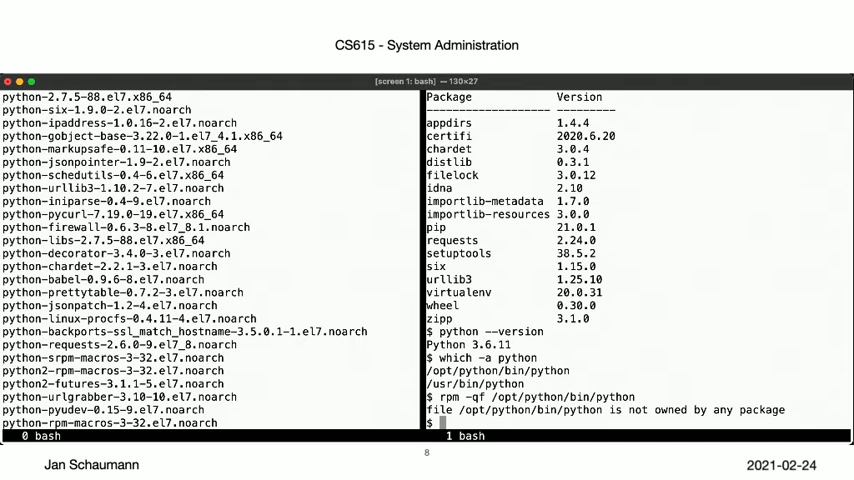 CS615 - System Administration
[screen 1: bash] — 130×27
python-2.7.5-88.el7.x86_64
python-six-1.9.0-2.el7.noarch
python-ipaddress-1.0.16-2.el7.noarch
python-gobject-base-3.22.0-1.el7_4.1.x86_64
python-markupsafe-0.11-10.el7.x86_64
python-jsonpointer-1.9-2.el7.noarch
python-schedutils-0.4-6.el7.x86_64
python-urllib3-1.10.2-7.el7.noarch
python-iniparse-0.4-9.el7.noarch
python-pycurl-7.19.0-19.el7.x86_64
python-firewall-0.6.3-8.el7_8.1.noarch
python-libs-2.7.5-88.el7.x86_64
python-decorator-3.4.0-3.el7.noarch
python-chardet-2.2.1-3.el7.noarch
python-babel-0.9.6-8.el7.noarch
python-prettytable-0.7.2-3.el7.noarch
python-jsonpatch-1.2-4.el7.noarch
python-linux-procfs-0.4.11-4.el7.noarch
python-backports-ssl_match_hostname-3.5.0.1-1.el7.noarch
python-requests-2.6.0-9.el7_8.noarch
python-srpm-macros-3-32.el7.noarch
python2-rpm-macros-3-32.el7.noarch
python2-futures-3.1.1-5.el7.noarch
python-urlgrabber-3.10-10.el7.noarch
python-pyudev-0.15-9.el7.noarch
python-rpm-macros-3-32.el7.noarch
0 bash
Package Version
------------------- ---------
appdirs 1.4.4
certifi 2020.6.20
chardet 3.0.4
distlib 0.3.1
filelock 3.0.12
idna 2.10
importlib-metadata 1.7.0
importlib-resources 3.0.0
pip 21.0.1
requests 2.24.0
setuptools 38.5.2
six 1.15.0
urllib3 1.25.10
virtualenv 20.0.31
wheel 0.30.0
zipp 3.1.0
$ python --version
Python 3.6.11
$ which -a python
/opt/python/bin/python
/usr/bin/python
$ rpm -qf /opt/python/bin/python
file /opt/python/bin/python is not owned by any package
$
1 bash
Jan Schaumann
8
2021-02-24